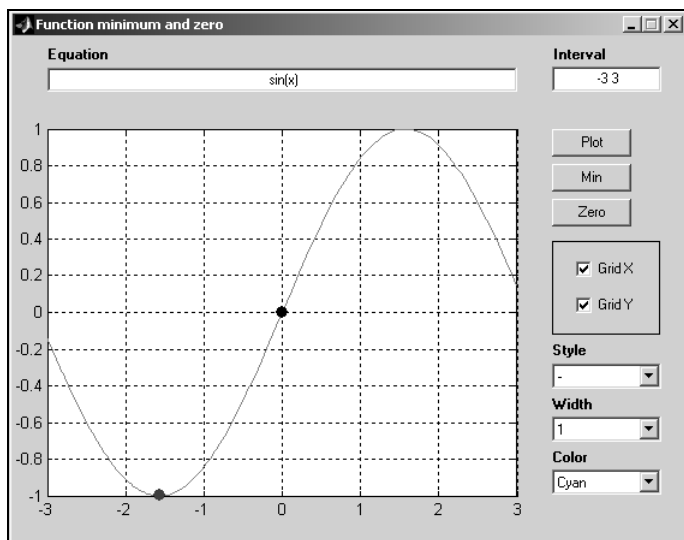 Function minimum and zero
Equation
Interval
sin(x)
-3 3
1
0.8
0.6
0.4
0.2
0
-0.2
-0.4
-0.6
-0.8
-1
-3
-2
-1
0
1
2
3
Plot
Min
Zero
Grid X
Grid Y
Style
-
Width
1
Color
Cyan